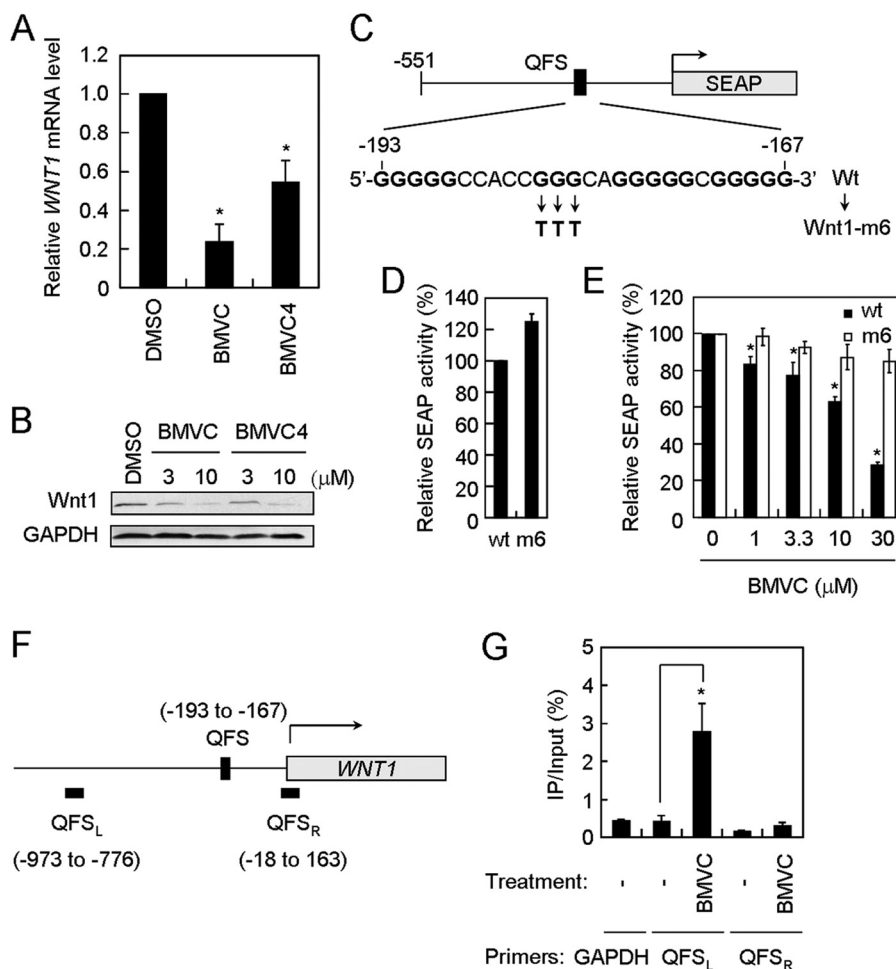 A
Relative WNT1 mRNA level
1.2
1.0
0.8
0.6
0.4
0.2
0
*
*
DMSO
BMVC
BMVC4
B
DMSO
BMVC
BMVC4
3
10
3
10
(μM)
Wnt1
GAPDH
C
-551
QFS
SEAP
-193
-167
5'-GGGGGCCACCGGGCAGGGGGCGGGGG-3'
Wt
TTT
Wnt1-m6
D
Relative SEAP activity (%)
140
120
100
80
60
40
20
0
wt m6
E
Relative SEAP activity (%)
120
100
80
60
40
20
0
wt
m6
*
*
*
*
0
1
3.3
10
30
BMVC (μM)
F
(-193 to -167)
QFS
WNT1
QFSL
QFSR
(-973 to -776)
(-18 to 163)
G
IP/Input (%)
5
4
3
2
1
0
*
Treatment:
-
-
BMVC
-
BMVC
Primers: GAPDH QFSL QFSR